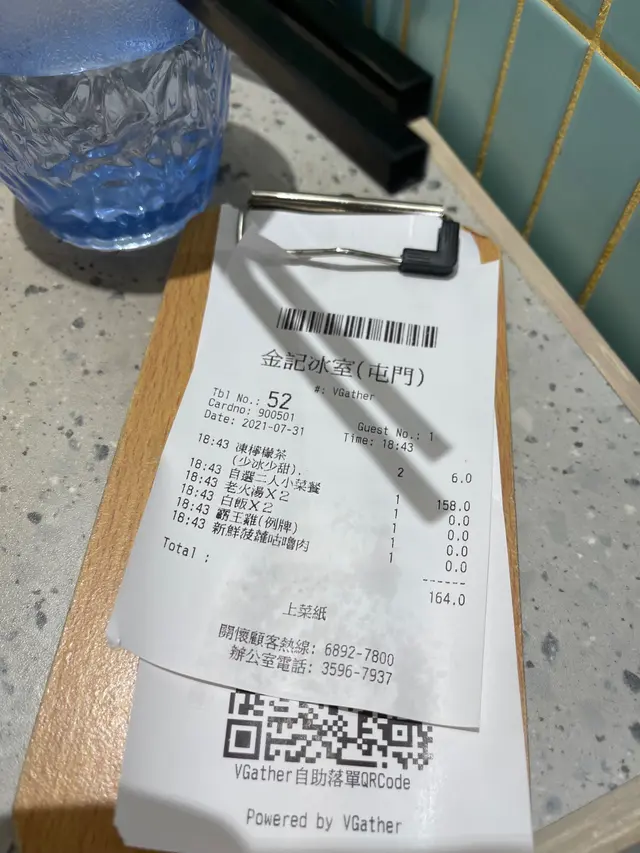 金記冰室(屯門)
#: VGather
Tbl No.: 52
Cardno: 900501
Guest No.: 1
Date: 2021-07-31
Time: 18:43
18:43 凍檸檬茶 2 6.0
(少冰少甜).
18:43 自選二人小菜餐 1 158.0
18:43 老火湯X2 1 0.0
18:43 白飯X2 1 0.0
18:43 霸王雞(例牌) 1 0.0
18:43 新鮮菠蘿咕嚕肉 1 0.0
------
Total : 164.0
上菜紙
關懷顧客熱線: 6892-7800
辦公室電話: 3596-7937
VGather自助落單QRCode
Powered by VGather